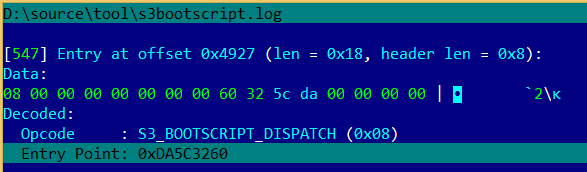 D:\source\tool\s3bootscript.log
[547] Entry at offset 0x4927 (len = 0x18, header len = 0x8):
Data:
08 00 00 00 00 00 00 00 60 32 5c da 00 00 00 00 | ◘ `2\к
Decoded:
Opcode : S3_BOOTSCRIPT_DISPATCH (0x08)
Entry Point: 0xDA5C3260